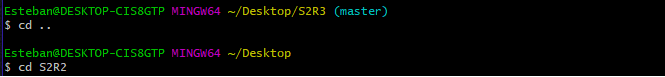 Esteban@DESKTOP-CIS8GTP MINGW64 ~/Desktop/S2R3 (master)
$ cd ..
Esteban@DESKTOP-CIS8GTP MINGW64 ~/Desktop
$ cd S2R2